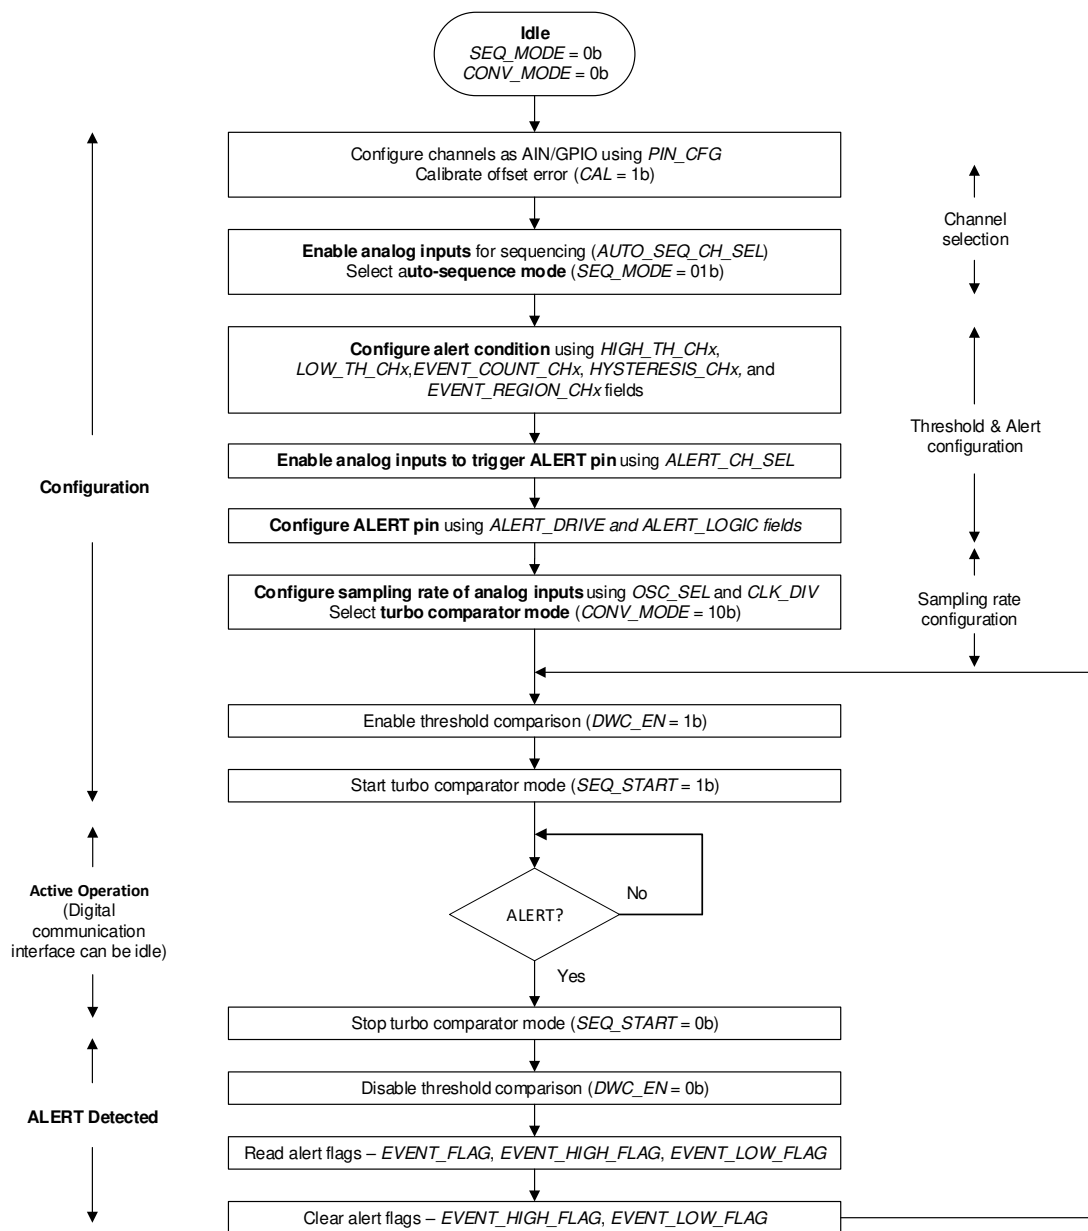 Idle
SEQ_MODE = 0b
CONV_MODE = 0b
Configure channels as AIN/GPIO using PIN_CFG
Calibrate offset error (CAL = 1b)
Channel
selection
Enable analog inputs for sequencing (AUTO_SEQ_CH_SEL)
Select auto-sequence mode (SEQ_MODE = 01b)
Configure alert condition using HIGH_TH_CHx,
LOW_TH_CHx,EVENT_COUNT_CHx, HYSTERESIS_CHx, and
EVENT_REGION_CHx fields
Threshold & Alert
configuration
Enable analog inputs to trigger ALERT pin using ALERT_CH_SEL
Configuration
Configure ALERT pin using ALERT_DRIVE and ALERT_LOGIC fields
Configure sampling rate of analog inputs using OSC_SEL and CLK_DIV
Select turbo comparator mode (CONV_MODE = 10b)
Sampling rate
configuration
Enable threshold comparison (DWC_EN = 1b)
Start turbo comparator mode (SEQ_START = 1b)
Active Operation
(Digital
communication
interface can be idle)
ALERT?
No
Yes
Stop turbo comparator mode (SEQ_START = 0b)
Disable threshold comparison (DWC_EN = 0b)
ALERT Detected
Read alert flags – EVENT_FLAG, EVENT_HIGH_FLAG, EVENT_LOW_FLAG
Clear alert flags – EVENT_HIGH_FLAG, EVENT_LOW_FLAG